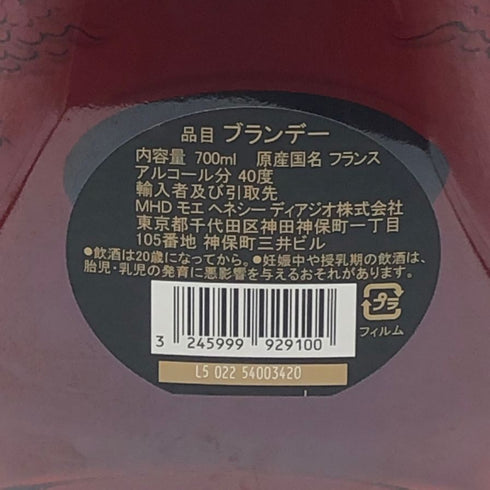 品目 ブランデー
内容量 700ml 原産国名 フランス
アルコール分 40度
輸入者及び引取先
MHD モエ ヘネシー ディアジオ株式会社
東京都千代田区神田神保町一丁目
105番地 神保町三井ビル
●飲酒は20歳になってから。●妊娠中や授乳期の飲酒は、
胎児・乳児の発育に悪影響を与えるおそれがあります。
プラ
フィルム
3 245999 929100
L5 022 54003420